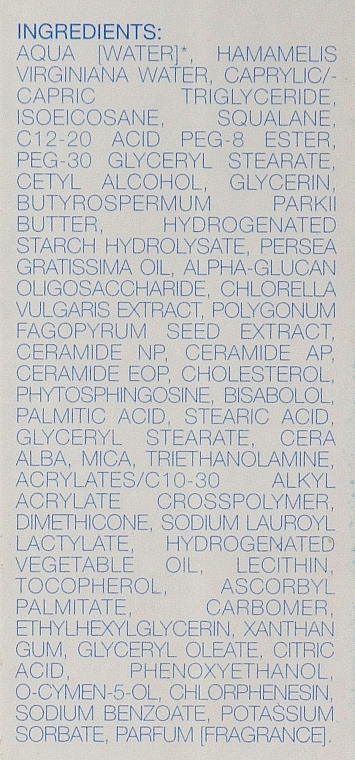 INGREDIENTS:
AQUA [WATER]*, HAMAMELIS
VIRGINIANA WATER, CAPRYLIC/-
CAPRIC TRIGLYCERIDE,
ISOEICOSANE, SQUALANE,
C12-20 ACID PEG-8 ESTER,
PEG-30 GLYCERYL STEARATE,
CETYL ALCOHOL, GLYCERIN,
BUTYROSPERMUM PARKII
BUTTER, HYDROGENATED
STARCH HYDROLYSATE, PERSEA
GRATISSIMA OIL, ALPHA-GLUCAN
OLIGOSACCHARIDE, CHLORELLA
VULGARIS EXTRACT, POLYGONUM
FAGOPYRUM SEED EXTRACT,
CERAMIDE NP, CERAMIDE AP,
CERAMIDE EOP, CHOLESTEROL,
PHYTOSPHINGOSINE, BISABOLOL,
PALMITIC ACID, STEARIC ACID,
GLYCERYL STEARATE, CERA
ALBA, MICA, TRIETHANOLAMINE,
ACRYLATES/C10-30 ALKYL
ACRYLATE CROSSPOLYMER,
DIMETHICONE, SODIUM LAUROYL
LACTYLATE, HYDROGENATED
VEGETABLE OIL, LECITHIN,
TOCOPHEROL, ASCORBYL
PALMITATE, CARBOMER,
ETHYLHEXYLGLYCERIN, XANTHAN
GUM, GLYCERYL OLEATE, CITRIC
ACID, PHENOXYETHANOL,
O-CYMEN-5-OL, CHLORPHENESIN,
SODIUM BENZOATE, POTASSIUM
SORBATE, PARFUM [FRAGRANCE].